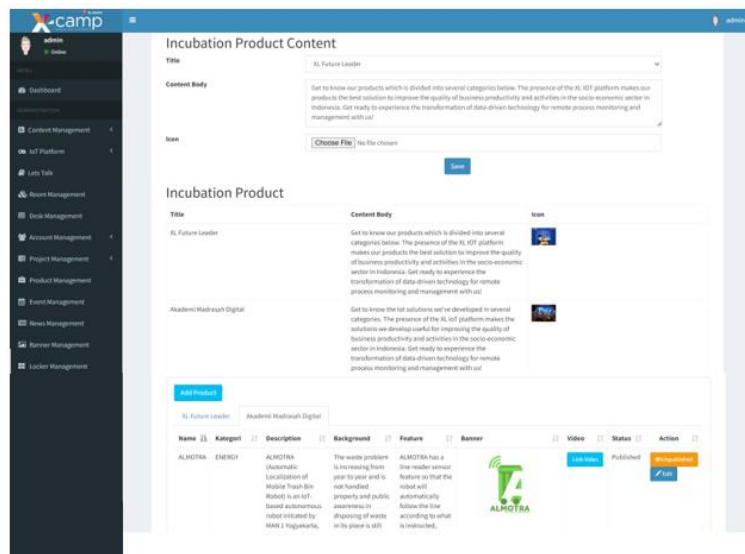 X-camp
admin
admin
Online
MENU
Dashboard
ADMINISTRATION
Content Management
IoT Platform
Lets Talk
Room Management
Desk Management
Account Management
Project Management
Product Management
Event Management
News Management
Banner Management
Locker Management
Incubation Product Content
Title
XL Future Leader
Content Body
Get to know our products which is divided into several categories below. The presence of the XL IOT platform makes our
products the best solution to improve the quality of business productivity and activities in the socio-economic sector in
Indonesia. Get ready to experience the transformation of data-driven technology for remote process monitoring and
management with us!
Icon
Choose File No file chosen
Save
Incubation Product
Title Content Body Icon
XL Future Leader
Get to know our products which is divided into several
categories below. The presence of the XL IOT platform
makes our products the best solution to improve the quality
of business productivity and activities in the socio-economic
sector in Indonesia. Get ready to experience the
transformation of data-driven technology for remote
process monitoring and management with us!
Akademi Madrasah Digital
Get to know the Iot solutions we've developed in several
categories. The presence of the XL IoT platform makes the
solutions we develop useful for improving the quality of
business productivity and activities in the socio-economic
sector in Indonesia. Get ready to experience the
transformation of data-driven technology for remote
process monitoring and management with us!
Add Product
XL Future Leader Akademi Madrasah Digital
Name Kategori Description Background Feature Banner Video Status Action
ALMOTRA
ENERGY
ALMOTRA
(Automatic
Localization of
Mobile Trash Bin
Robot) is an IoT-
based autonomous
robot initiated by
MAN 1 Yogyakarta,
The waste problem
is increasing from
year to year and is
not handled
properly and public
awareness in
disposing of waste
in its place is still
ALMOTRA has a
line reader sensor
feature so that the
robot will
automatically
follow the line
according to what
is instructed,
ALMOTRA
Link Video
Published
Unpublished
Edit